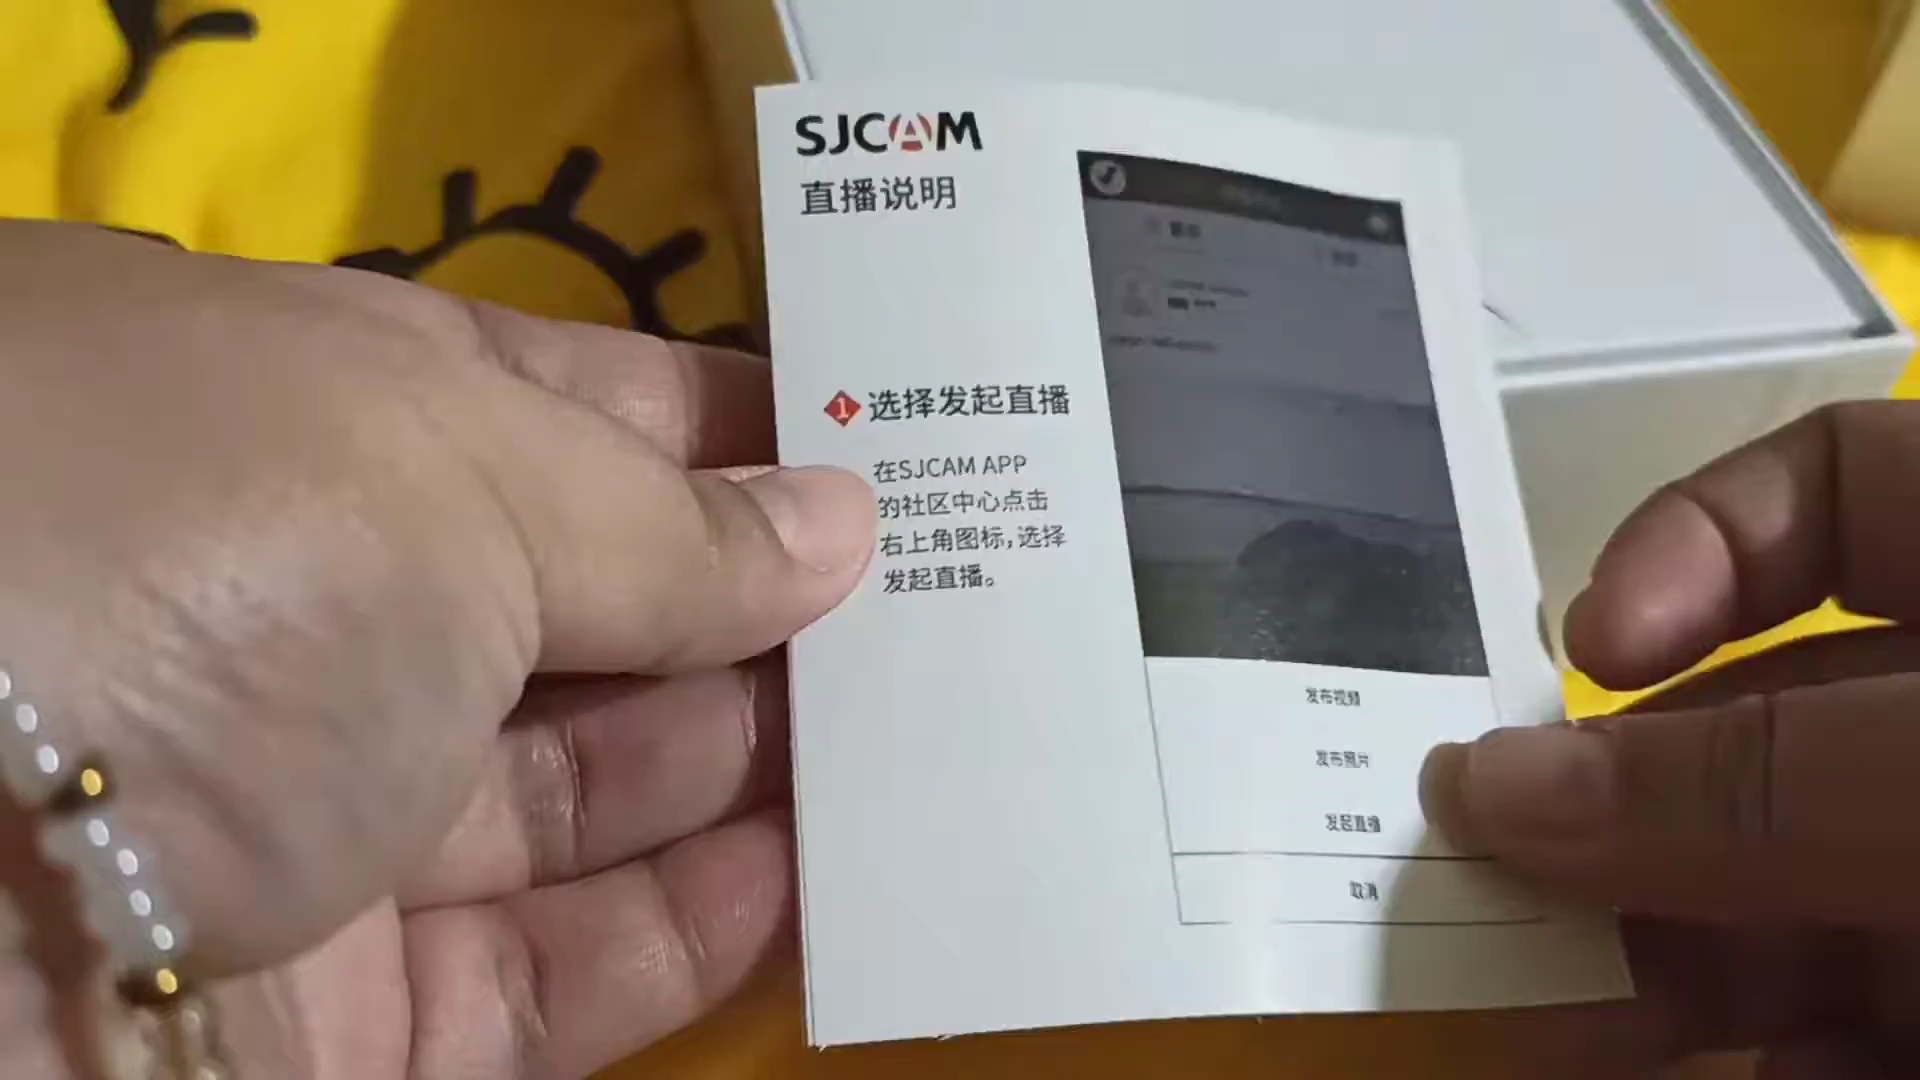 SJCAM
直播说明
1 选择发起直播
在SJCAM APP
的社区中心点击
右上角图标,选择
发起直播。
发布视频
发布照片
发起直播
取消